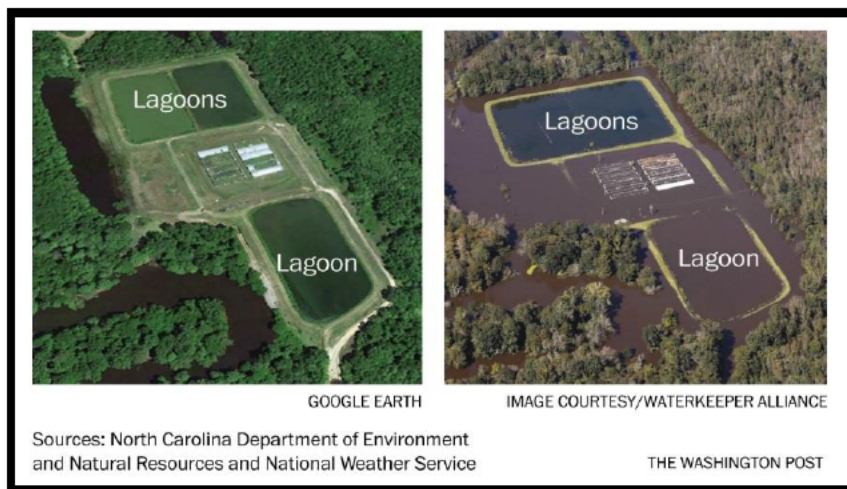 Lagoons
Lagoon
Lagoons
Lagoon
GOOGLE EARTH
IMAGE COURTESY/WATERKEEPER ALLIANCE
Sources: North Carolina Department of Environment
and Natural Resources and National Weather Service
THE WASHINGTON POST